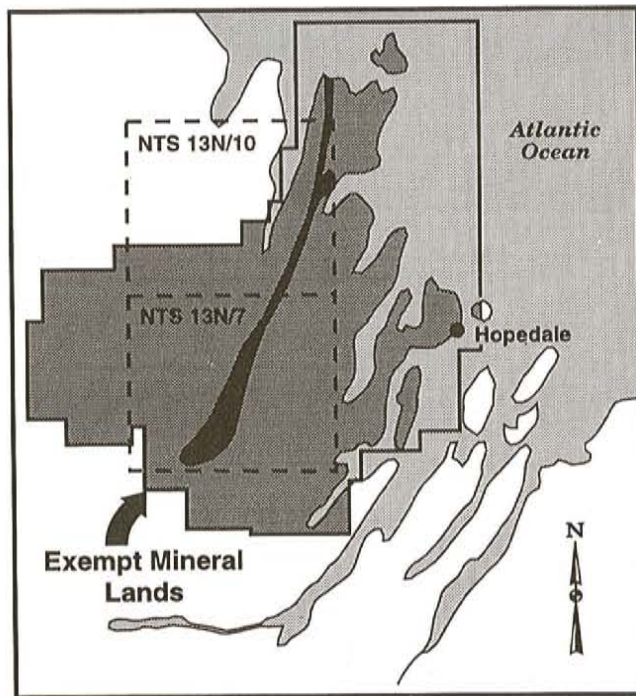 NTS 13N/10
Atlantic
Ocean
NTS 13N/7
Hopedale
Exempt Mineral
Lands
N